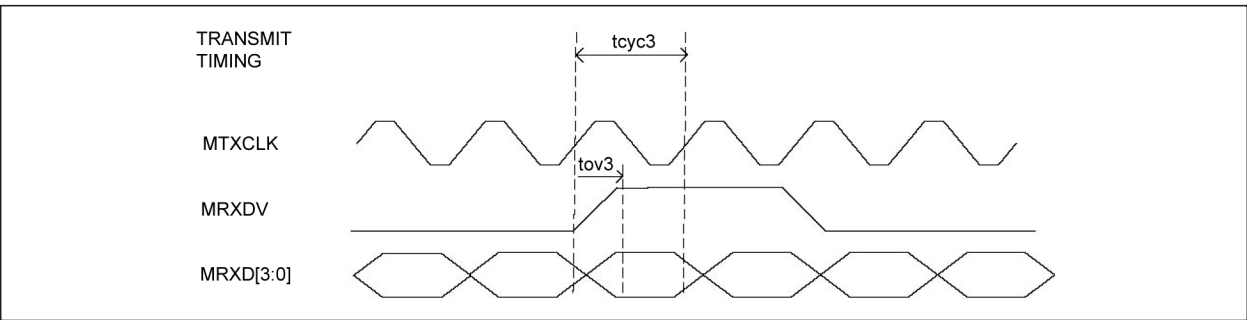 TRANSMIT
TIMING
tcyc3
MTXCLK
tov3
MRXDV
MRXD[3:0]